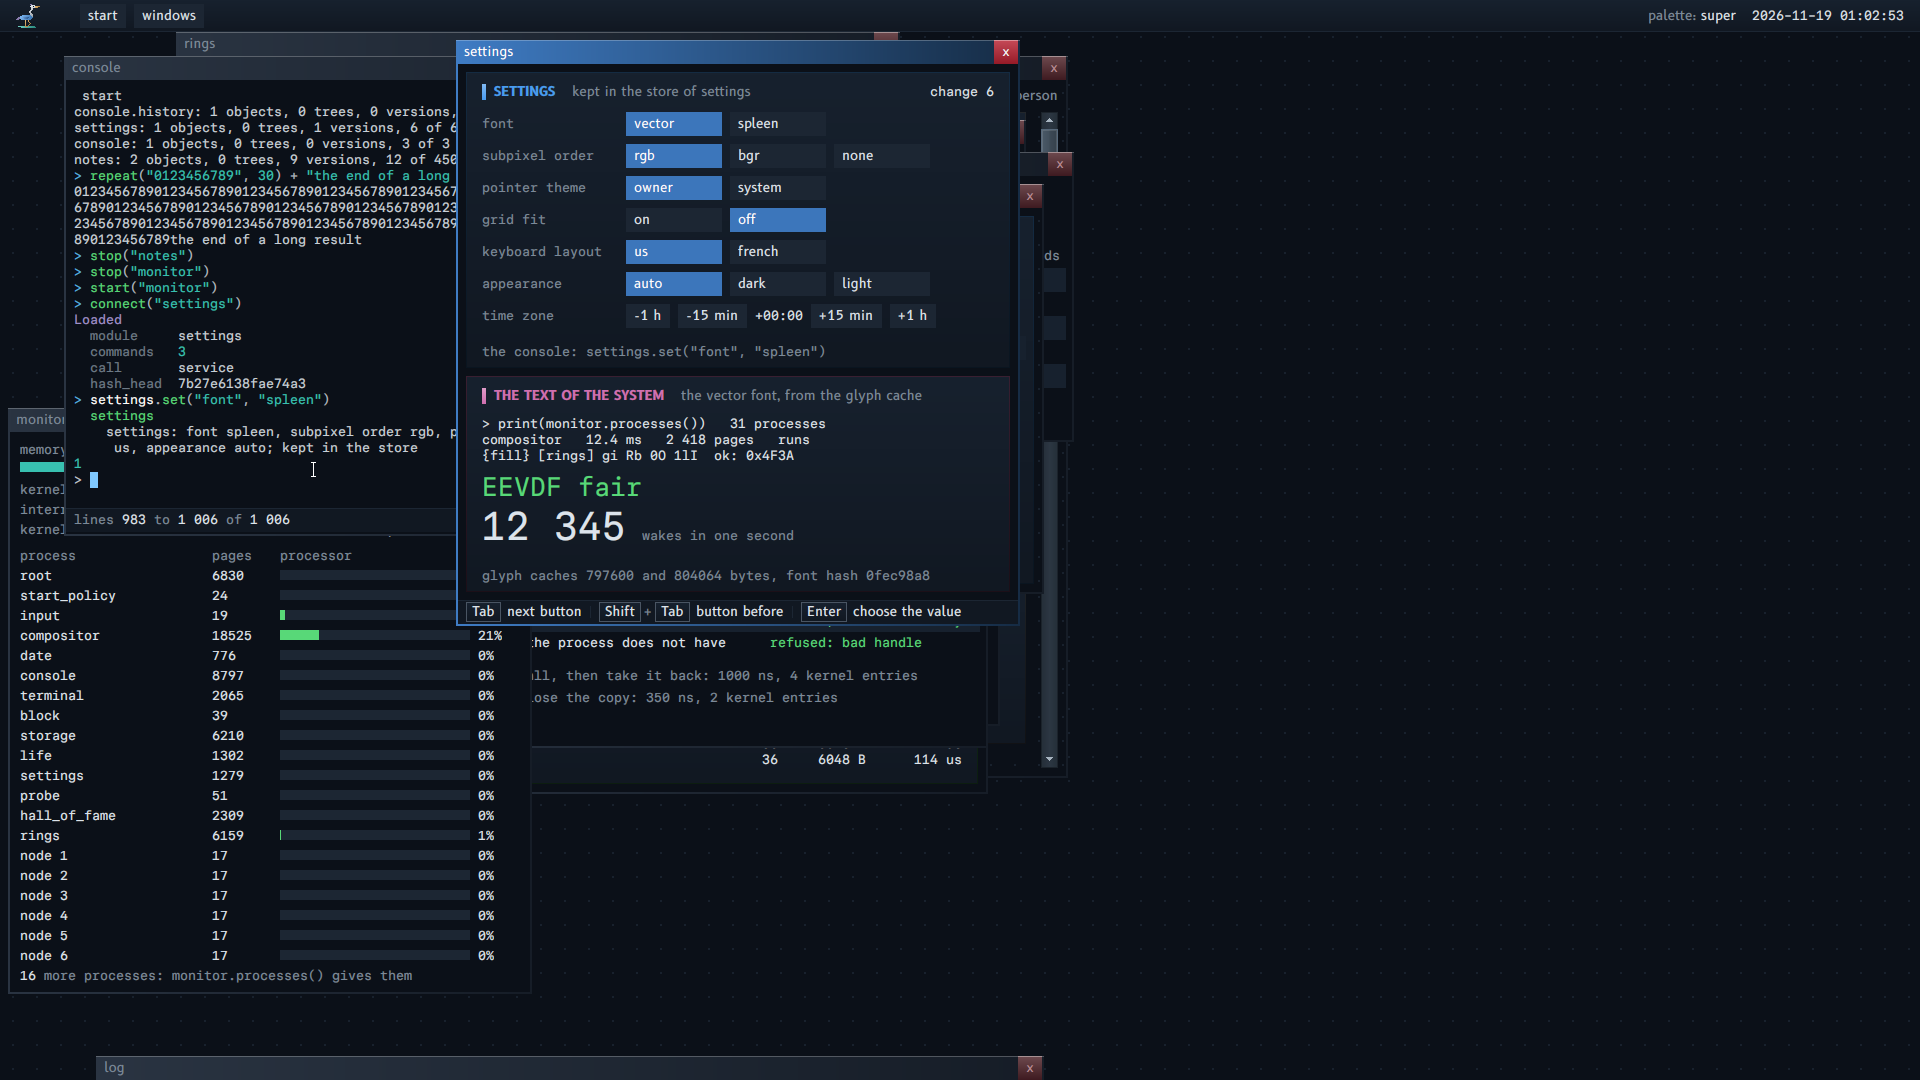 start windows palette: super 2026-11-19 01:02:53
rings
console
start
console.history: 1 objects, 0 trees, 0 versions,
settings: 1 objects, 0 trees, 1 versions, 6 of 6
console: 1 objects, 0 trees, 0 versions, 3 of 3
notes: 2 objects, 0 trees, 9 versions, 12 of 450
> repeat("0123456789", 30) + "the end of a long
012345678901234567890123456789012345678901234567
678901234567890123456789012345678901234567890123
234567890123456789012345678901234567890123456789
890123456789the end of a long result
> stop("notes")
> stop("monitor")
> start("monitor")
> connect("settings")
Loaded
module settings
commands 3
call service
hash_head 7b27e6138fae74a3
> settings.set("font", "spleen")
settings
settings: font spleen, subpixel order rgb, p
us, appearance auto; kept in the store
1
>
lines 983 to 1 006 of 1 006
settings x
SETTINGS kept in the store of settings change 6
font vector spleen
subpixel order rgb bgr none
pointer theme owner system
grid fit on off
keyboard layout us french
appearance auto dark light
time zone -1 h -15 min +00:00 +15 min +1 h
the console: settings.set("font", "spleen")
THE TEXT OF THE SYSTEM the vector font, from the glyph cache
> print(monitor.processes()) 31 processes
compositor 12.4 ms 2 418 pages runs
{fill} [rings] gi Rb 0O 1lI ok: 0x4F3A
EEVDF fair
12 345 wakes in one second
glyph caches 797600 and 804064 bytes, font hash 0fec98a8
Tab next button Shift + Tab button before Enter choose the value
x
erson
x
x
ds
monitor
memory
kernel
inter
kernel
process pages processor
root 6830
start_policy 24
input 19
compositor 18525 21%
date 776 0%
console 8797 0%
terminal 2065 0%
block 39 0%
storage 6210 0%
life 1302 0%
settings 1279 0%
probe 51 0%
hall_of_fame 2309 0%
rings 6159 1%
node 1 17 0%
node 2 17 0%
node 3 17 0%
node 4 17 0%
node 5 17 0%
node 6 17 0%
16 more processes: monitor.processes() gives them
the process does not have refused: bad handle
all, then take it back: 1000 ns, 4 kernel entries
lose the copy: 350 ns, 2 kernel entries
36 6048 B 114 us
log x